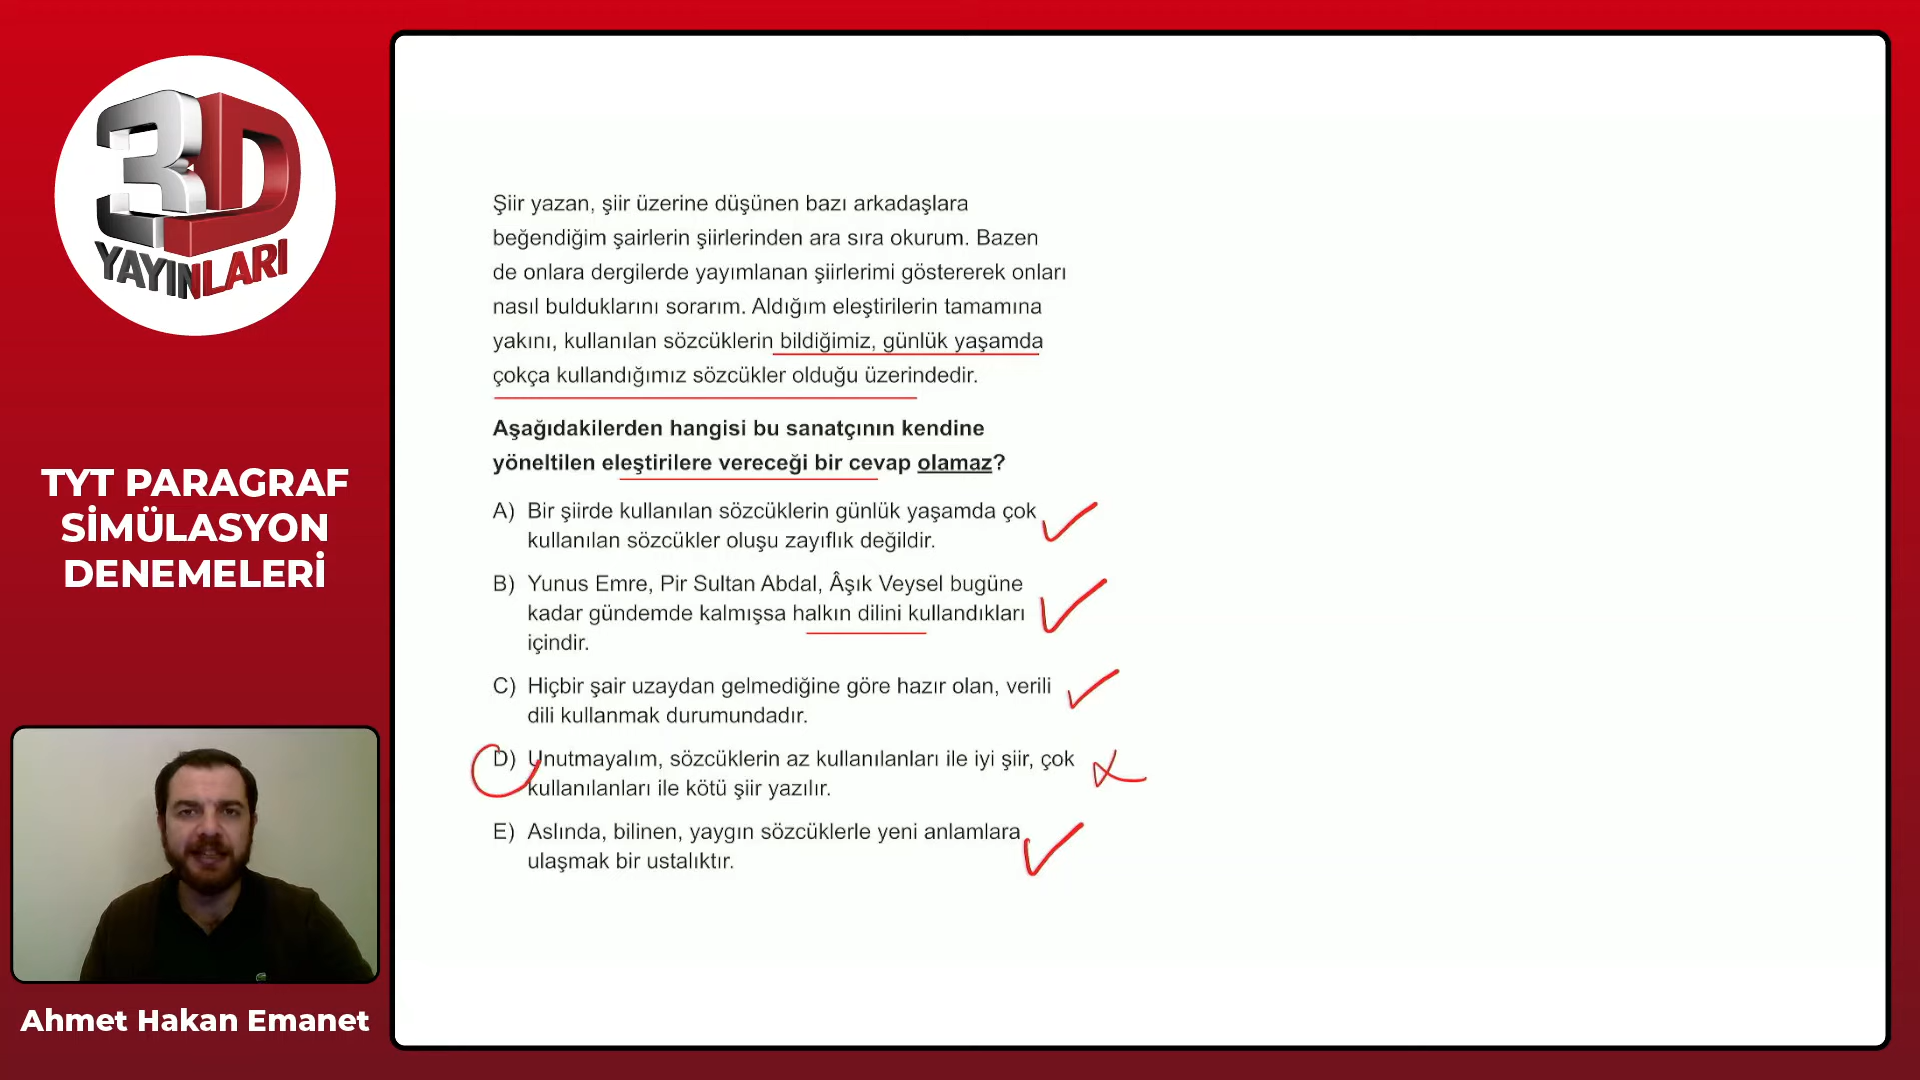 3D
YAYINLARI
TYT PARAGRAF
SİMÜLASYON
DENEMELERİ
Ahmet Hakan Emanet
Şiir yazan, şiir üzerine düşünen bazı arkadaşlara
beğendiğim şairlerin şiirlerinden ara sıra okurum. Bazen
de onlara dergilerde yayımlanan şiirlerimi göstererek onları
nasıl bulduklarını sorarım. Aldığım eleştirilerin tamamına
yakını, kullanılan sözcüklerin bildiğimiz, günlük yaşamda
çokça kullandığımız sözcükler olduğu üzerindedir.
Aşağıdakilerden hangisi bu sanatçının kendine
yöneltilen eleştirilere vereceği bir cevap olamaz?
A) Bir şiirde kullanılan sözcüklerin günlük yaşamda çok
kullanılan sözcükler oluşu zayıflık değildir.
B) Yunus Emre, Pir Sultan Abdal, Âşık Veysel bugüne
kadar gündemde kalmışsa halkın dilini kullandıkları
içindir.
C) Hiçbir şair uzaydan gelmediğine göre hazır olan, verili
dili kullanmak durumundadır.
D) Unutmayalım, sözcüklerin az kullanılanları ile iyi şiir, çok
kullanılanları ile kötü şiir yazılır.
E) Aslında, bilinen, yaygın sözcüklerle yeni anlamlara
ulaşmak bir ustalıktır.